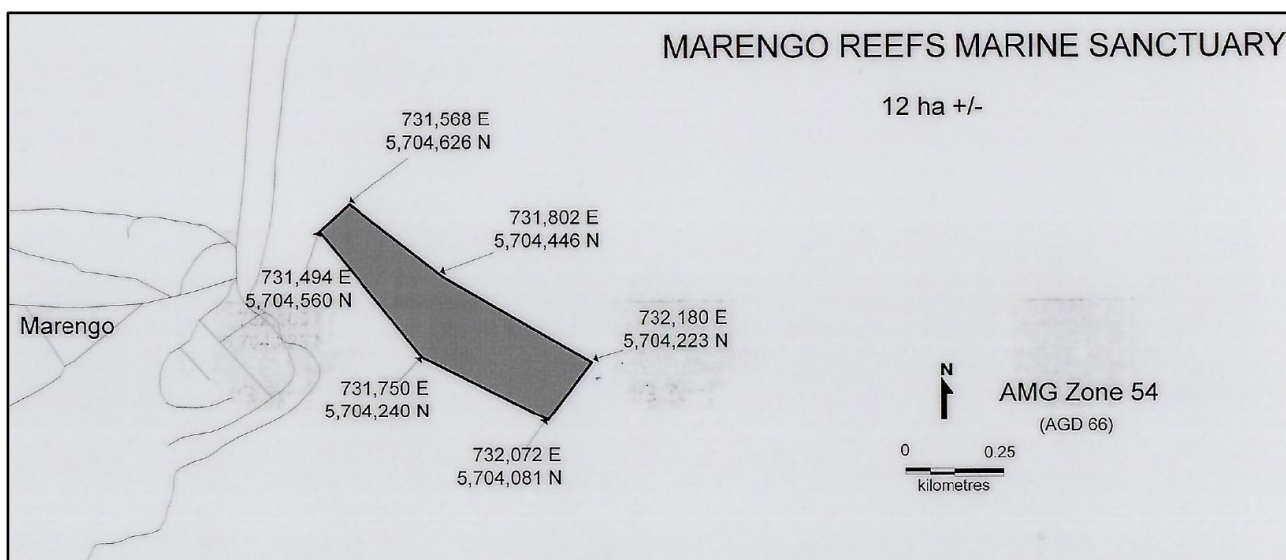 MARENGO REEFS MARINE SANCTUARY
12 ha +/-
731,568 E
5,704,626 N
731,802 E
5,704,446 N
731,494 E
5,704,560 N
Marengo
732,180 E
5,704,223 N
731,750 E
5,704,240 N
732,072 E
5,704,081 N
N
AMG Zone 54
(AGD 66)
0 0.25
kilometres